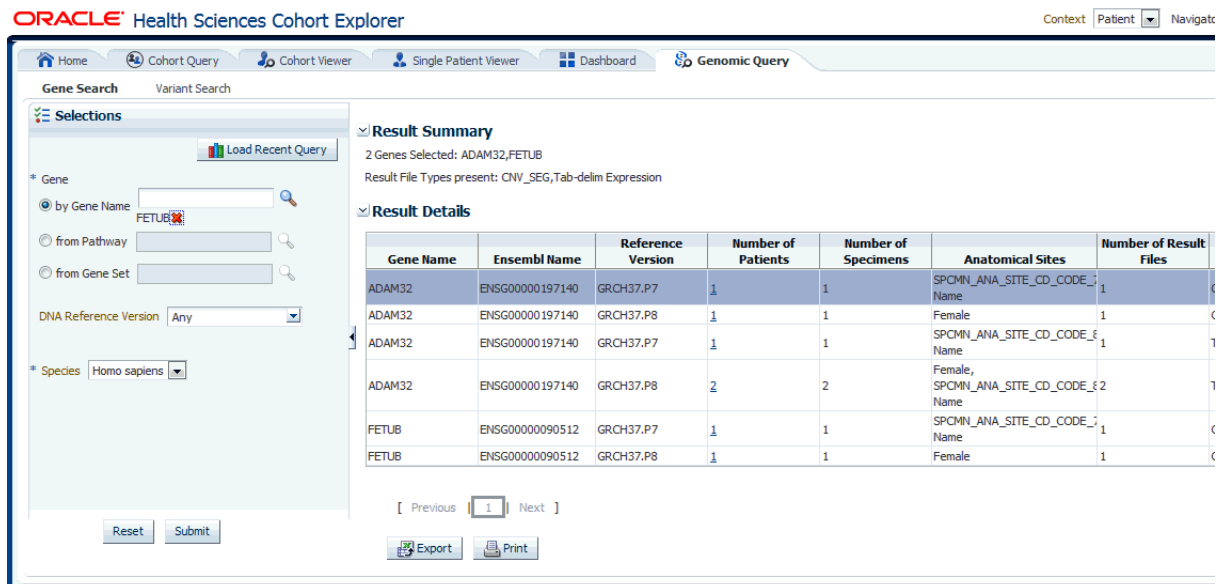 ORACLE Health Sciences Cohort Explorer
Context Patient
Home Cohort Query Cohort Viewer Single Patient Viewer Dashboard Genomic Query
Gene Search Variant Search
Selections
Load Recent Query
* Gene
by Gene Name
FETUB
from Pathway
from Gene Set
DNA Reference Version Any
* Species Homo sapiens
Reset Submit
Result Summary
2 Genes Selected: ADAM32,FETUB
Result File Types present: CNV_SEG,Tab-delim Expression
Result Details
Gene Name Ensembl Name Reference Version Number of Patients Number of Specimens Anatomical Sites Number of Result Files
ADAM32 ENSG00000197140 GRCH37.P7 1 1 SPCMN_ANA_SITE_CD_CODE_7 Name 1
ADAM32 ENSG00000197140 GRCH37.P8 1 1 Female 1
ADAM32 ENSG00000197140 GRCH37.P7 1 1 SPCMN_ANA_SITE_CD_CODE_8 Name 1
ADAM32 ENSG00000197140 GRCH37.P8 2 2 Female, SPCMN_ANA_SITE_CD_CODE_8 Name 2
FETUB ENSG00000090512 GRCH37.P7 1 1 SPCMN_ANA_SITE_CD_CODE_7 Name 1
FETUB ENSG00000090512 GRCH37.P8 1 1 Female 1
[ Previous | 1 | Next ]
Export Print